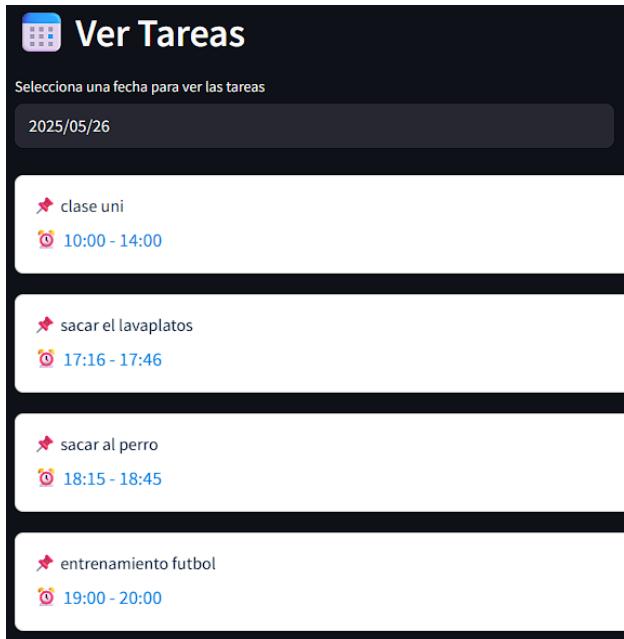 Ver Tareas
Selecciona una fecha para ver las tareas
2025/05/26
clase uni
10:00 - 14:00
sacar el lavaplatos
17:16 - 17:46
sacar al perro
18:15 - 18:45
entrenamiento futbol
19:00 - 20:00